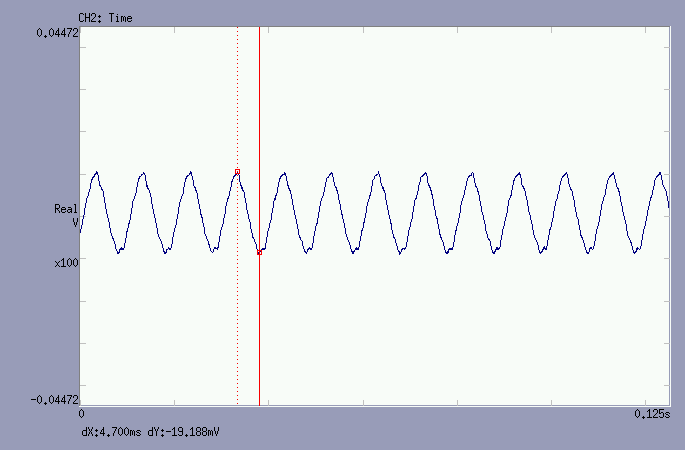 CH2: Time
0.04472
Real
V
x100
-0.04472
0 0.125s
dX:4.700ms dY:-19.188mV